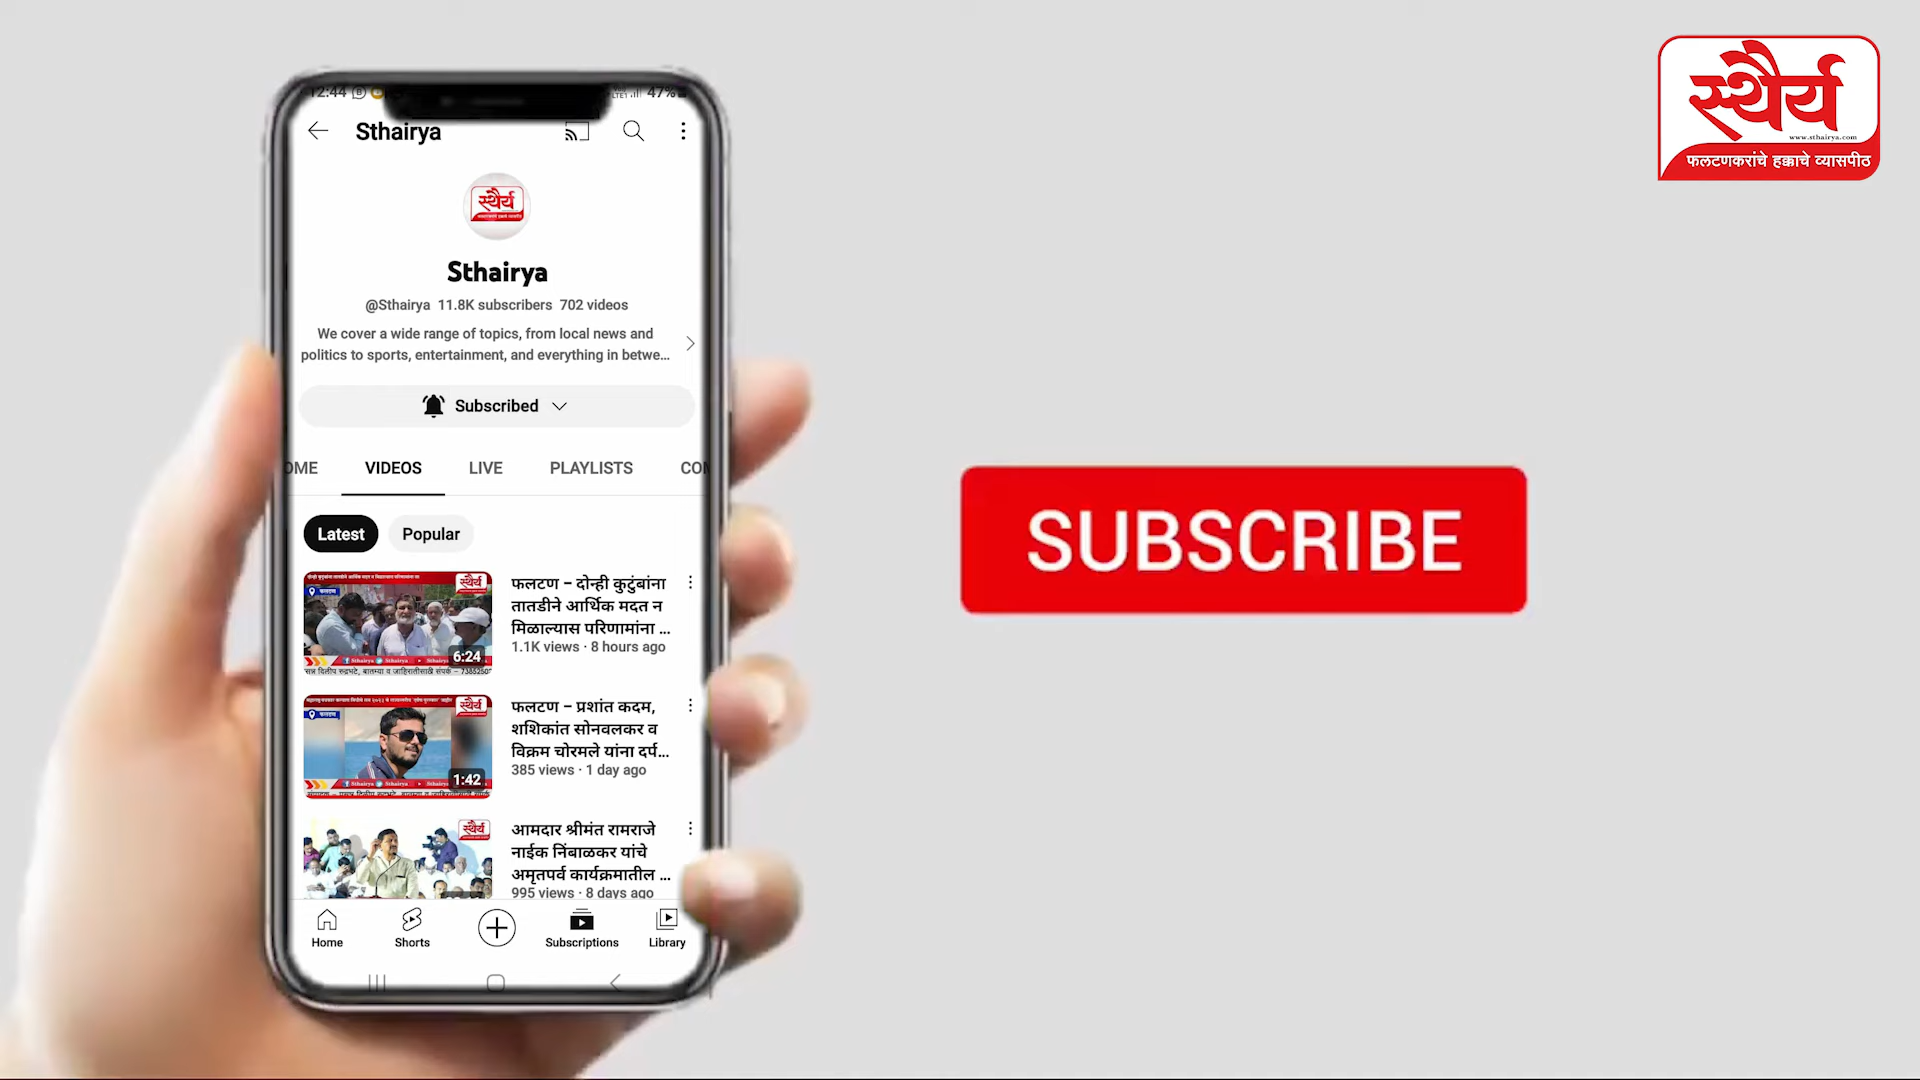 12:44
47%
Sthairya
स्थैर्य
Sthairya
@Sthairya 11.8K subscribers 702 videos
We cover a wide range of topics, from local news and
politics to sports, entertainment, and everything in betwe...
Subscribed
OME VIDEOS LIVE PLAYLISTS COM
Latest Popular
स्थैर्य
6:24
फलटण – दोन्ही कुटुंबांना
तातडीने आर्थिक मदत न
मिळाल्यास परिणामांना ...
1.1K views · 8 hours ago
स्थैर्य
1:42
फलटण – प्रशांत कदम,
शशिकांत सोनवलकर व
विक्रम चोरमले यांना दर्प...
385 views · 1 day ago
स्थैर्य
आमदार श्रीमंत रामराजे
नाईक निंबाळकर यांचे
अमृतपर्व कार्यक्रमातील ...
995 views · 8 days ago
Home Shorts Subscriptions Library
SUBSCRIBE
स्थैर्य
www.sthairya.com
फलटणकरांचे हक्काचे व्यासपीठ